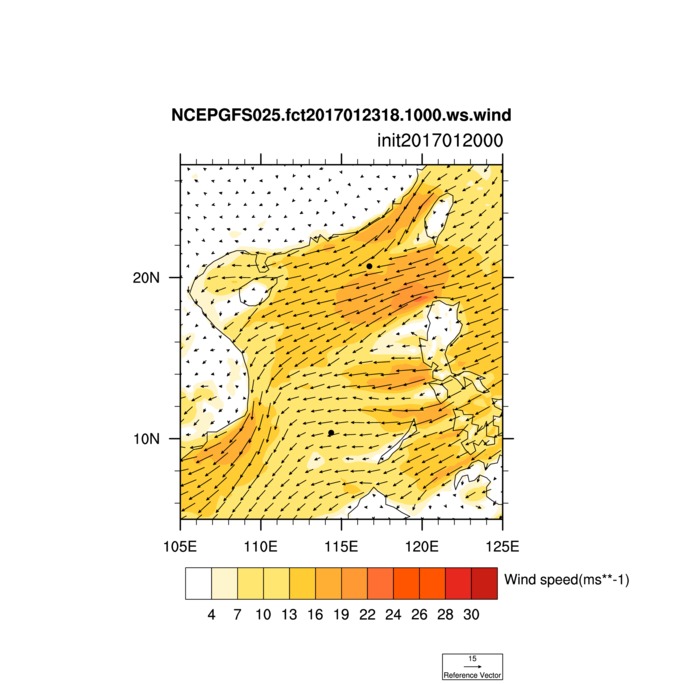 NCEPGFS025.fct2017012318.1000.ws.wind
init2017012000
20N
10N
105E 110E 115E 120E 125E
Wind speed(ms**-1)
4 7 10 13 16 19 22 24 26 28 30
15
Reference Vector